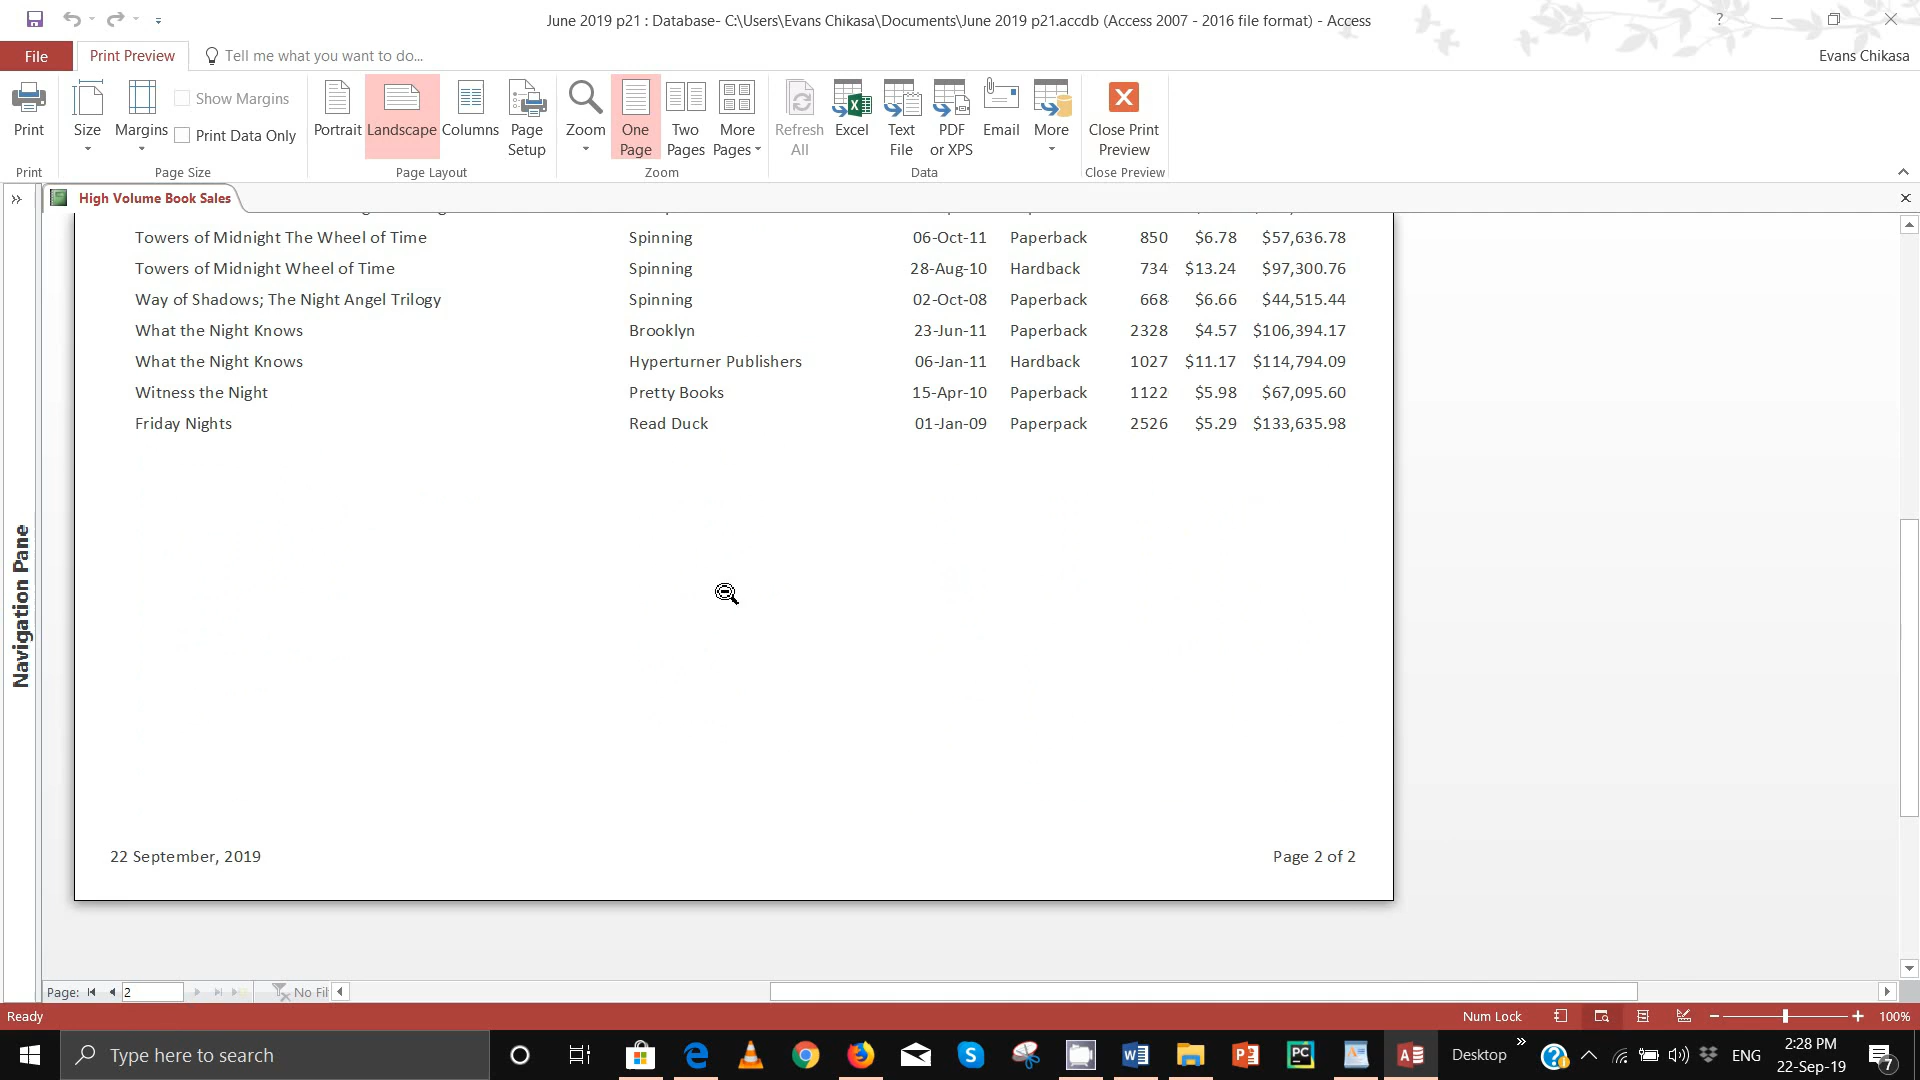 June 2019 p21 : Database- C:\Users\Evans Chikasa\Documents\June 2019 p21.accdb (Access 2007 - 2016 file format) - Access
?
File
Print Preview
Tell me what you want to do...
Evans Chikasa
Print
Size
Margins
Show Margins
Print Data Only
Portrait
Landscape
Columns
Page Setup
Zoom
One Page
Two Pages
More Pages
Refresh All
Excel
Text File
PDF or XPS
Email
More
Close Print Preview
Print
Page Size
Page Layout
Zoom
Data
Close Preview
High Volume Book Sales
Navigation Pane
Towers of Midnight The Wheel of Time Spinning 06-Oct-11 Paperback 850 $6.78 $57,636.78
Towers of Midnight Wheel of Time Spinning 28-Aug-10 Hardback 734 $13.24 $97,300.76
Way of Shadows; The Night Angel Trilogy Spinning 02-Oct-08 Paperback 668 $6.66 $44,515.44
What the Night Knows Brooklyn 23-Jun-11 Paperback 2328 $4.57 $106,394.17
What the Night Knows Hyperturner Publishers 06-Jan-11 Hardback 1027 $11.17 $114,794.09
Witness the Night Pretty Books 15-Apr-10 Paperback 1122 $5.98 $67,095.60
Friday Nights Read Duck 01-Jan-09 Paperpack 2526 $5.29 $133,635.98
22 September, 2019 Page 2 of 2
Page: 2 No Fil
Ready
Num Lock
100%
Type here to search
Desktop
ENG
2:28 PM
22-Sep-19
7